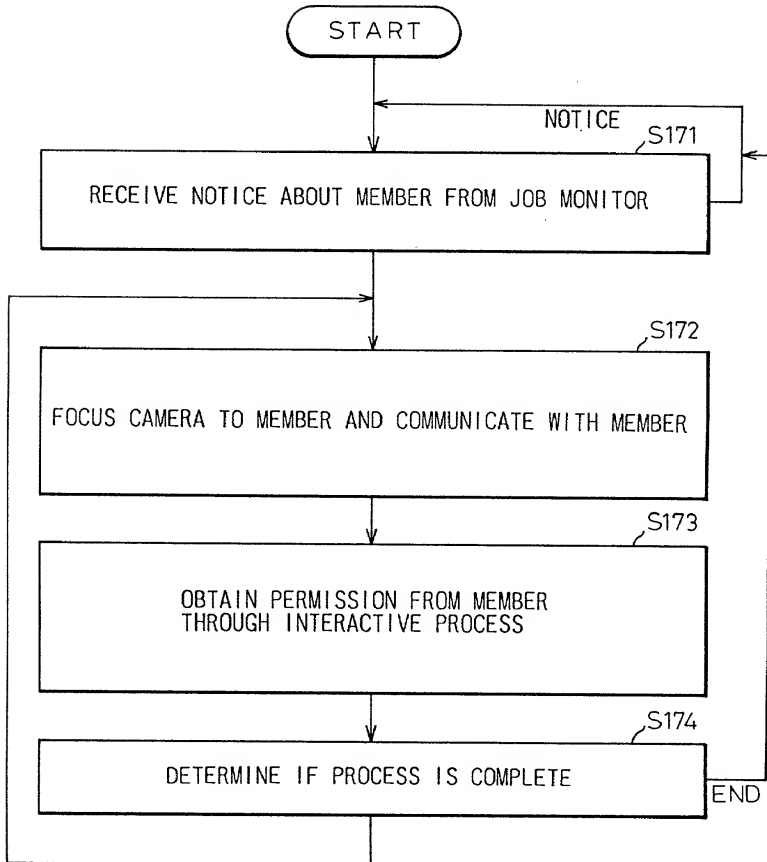 START
NOTICE
S171
RECEIVE NOTICE ABOUT MEMBER FROM JOB MONITOR
S172
FOCUS CAMERA TO MEMBER AND COMMUNICATE WITH MEMBER
S173
OBTAIN PERMISSION FROM MEMBER
THROUGH INTERACTIVE PROCESS
S174
DETERMINE IF PROCESS IS COMPLETE
END